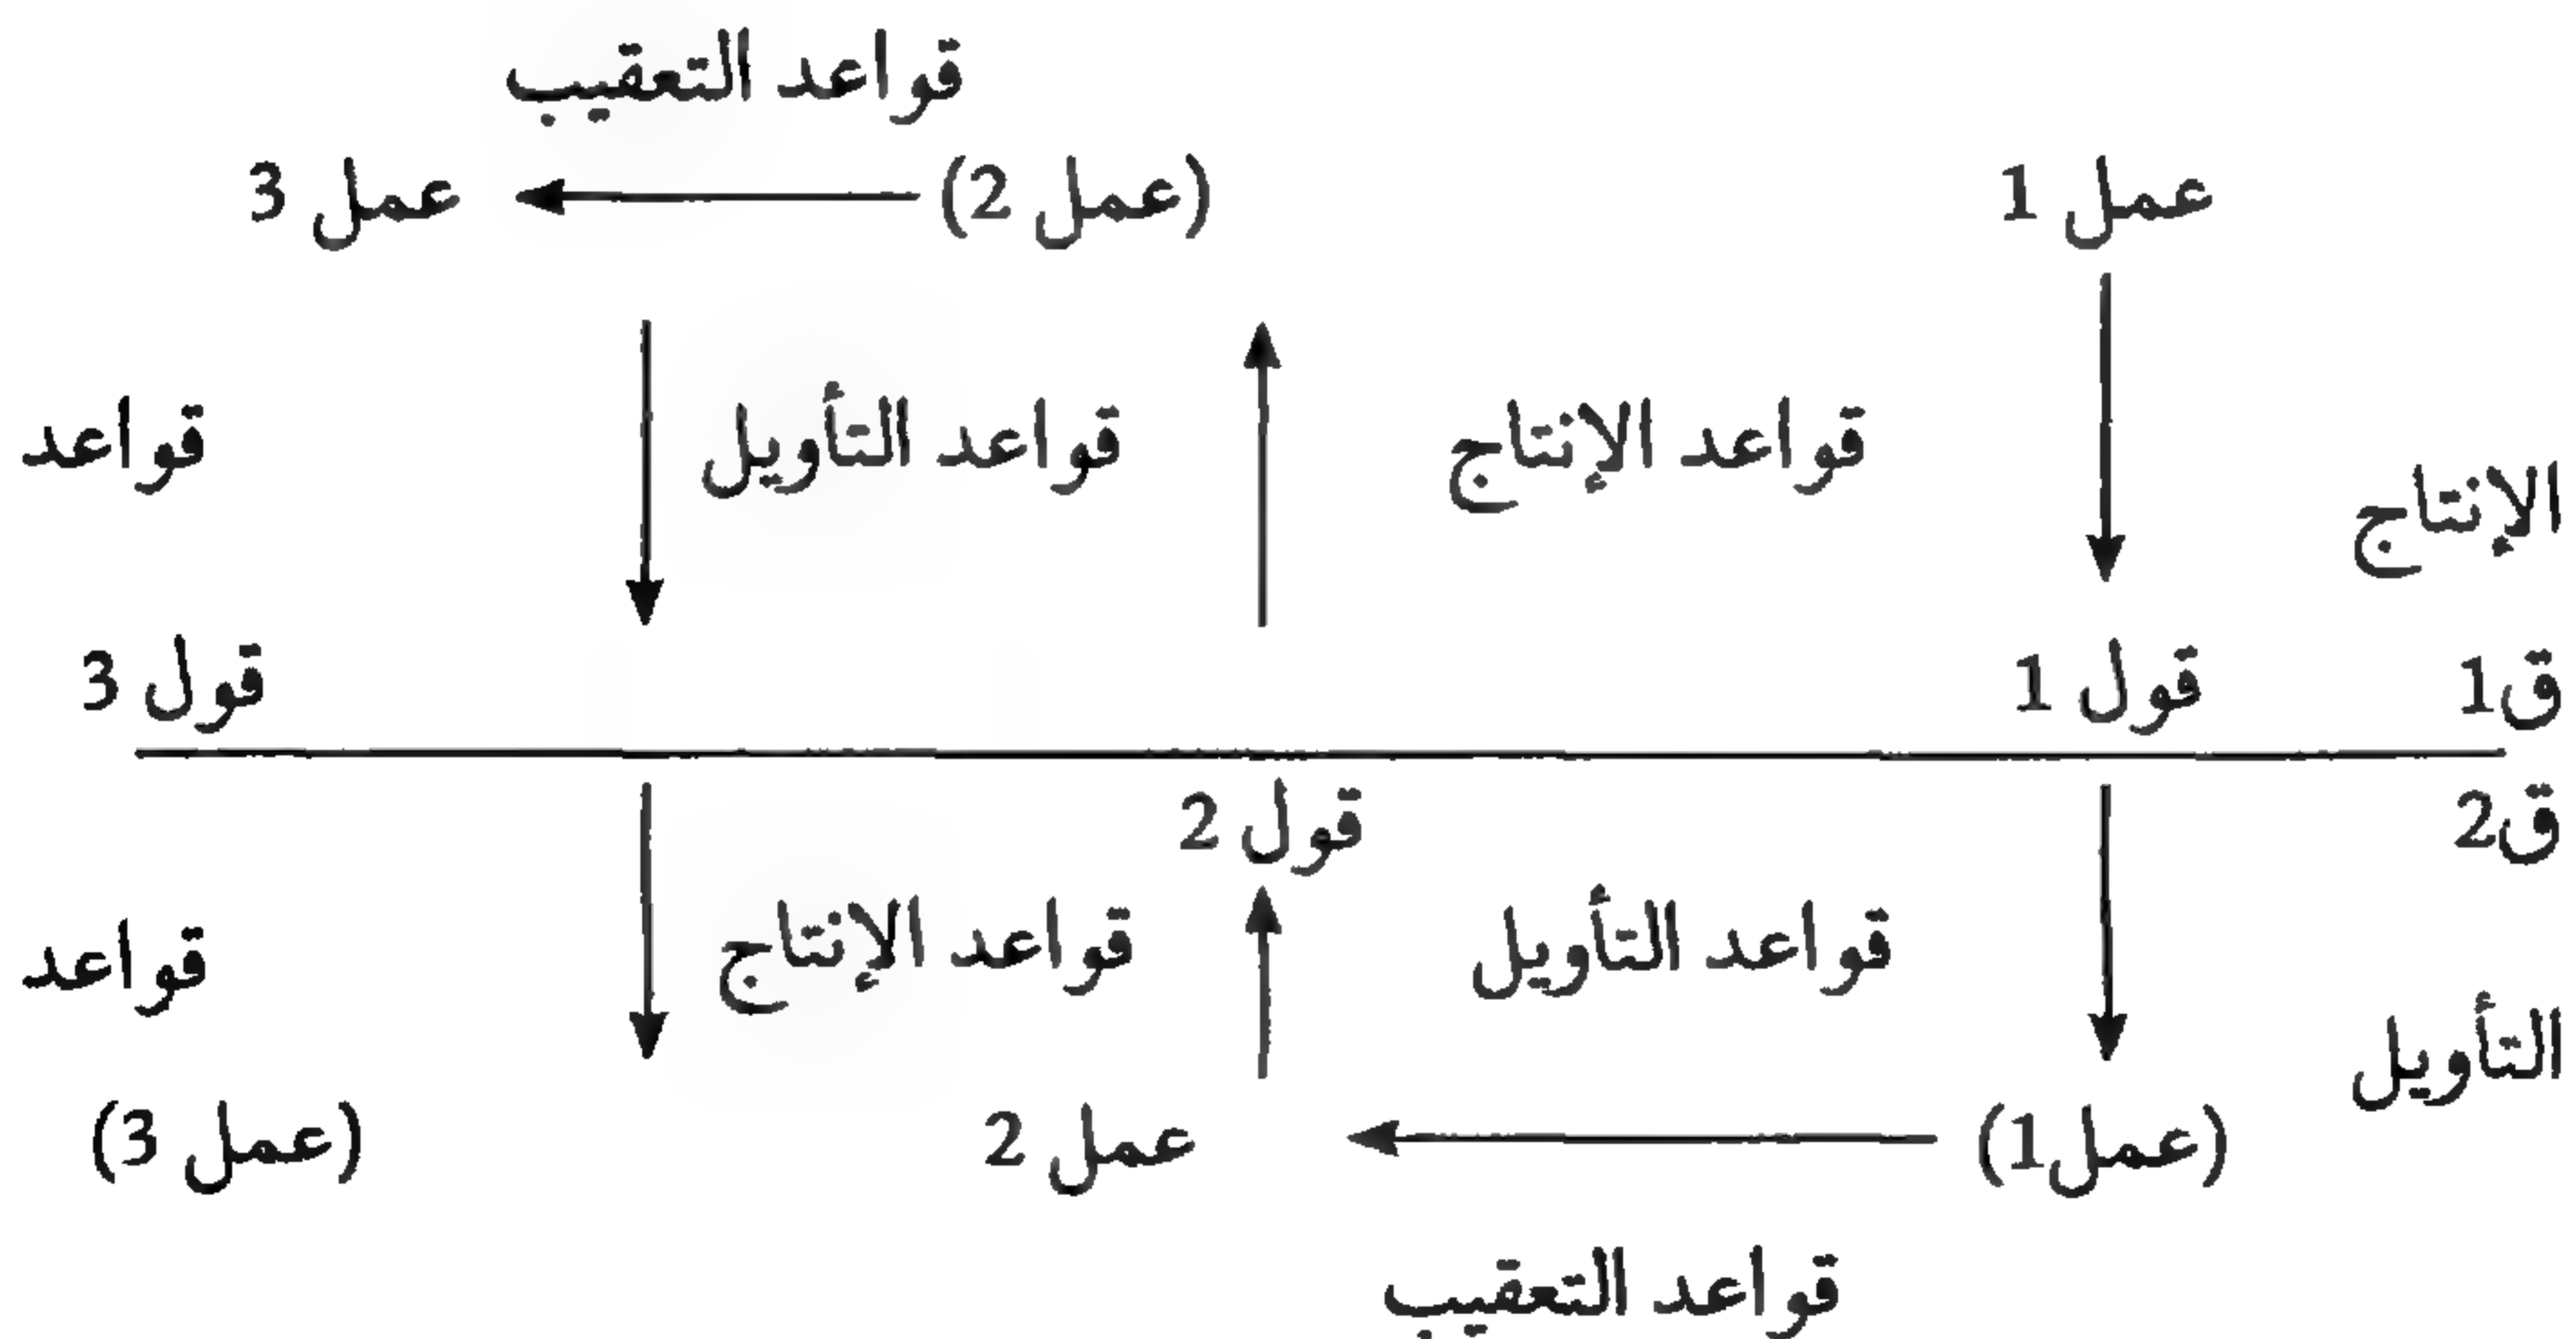 قواعد التعقيب
عمل 1 (عمل 2) عمل 3
قواعد الإنتاج قواعد التأويل قواعد
الإنتاج
ق1 قول 1 قول 3
ق2 قول 2
قواعد التأويل قواعد الإنتاج قواعد
التأويل
(عمل1) عمل 2 (عمل 3)
قواعد التعقيب